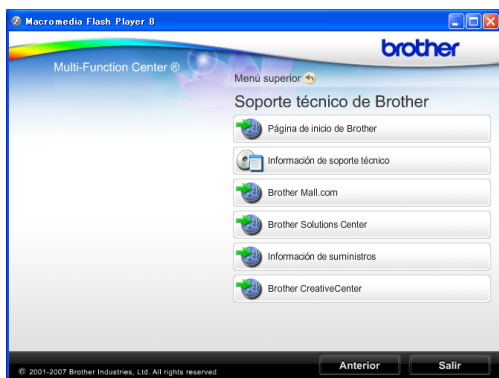 Macromedia Flash Player 8
brother
Multi-Function Center ®
Menú superior
Soporte técnico de Brother
Página de inicio de Brother
Información de soporte técnico
Brother Mall.com
Brother Solutions Center
Información de suministros
Brother CreativeCenter
© 2001-2007 Brother Industries, Ltd. All rights reserved.
Anterior
Salir